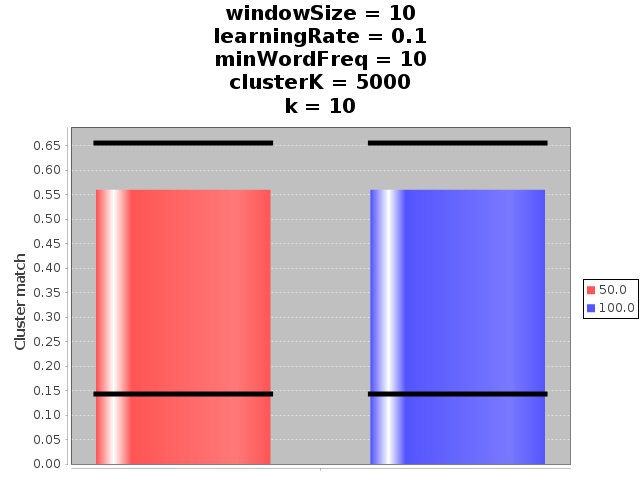 windowSize = 10
learningRate = 0.1
minWordFreq = 10
clusterK = 5000
k = 10
0.65
0.60
0.55
0.50
0.45
0.40
0.35
0.30
0.25
0.20
0.15
0.10
0.05
0.00
Cluster match
50.0
100.0